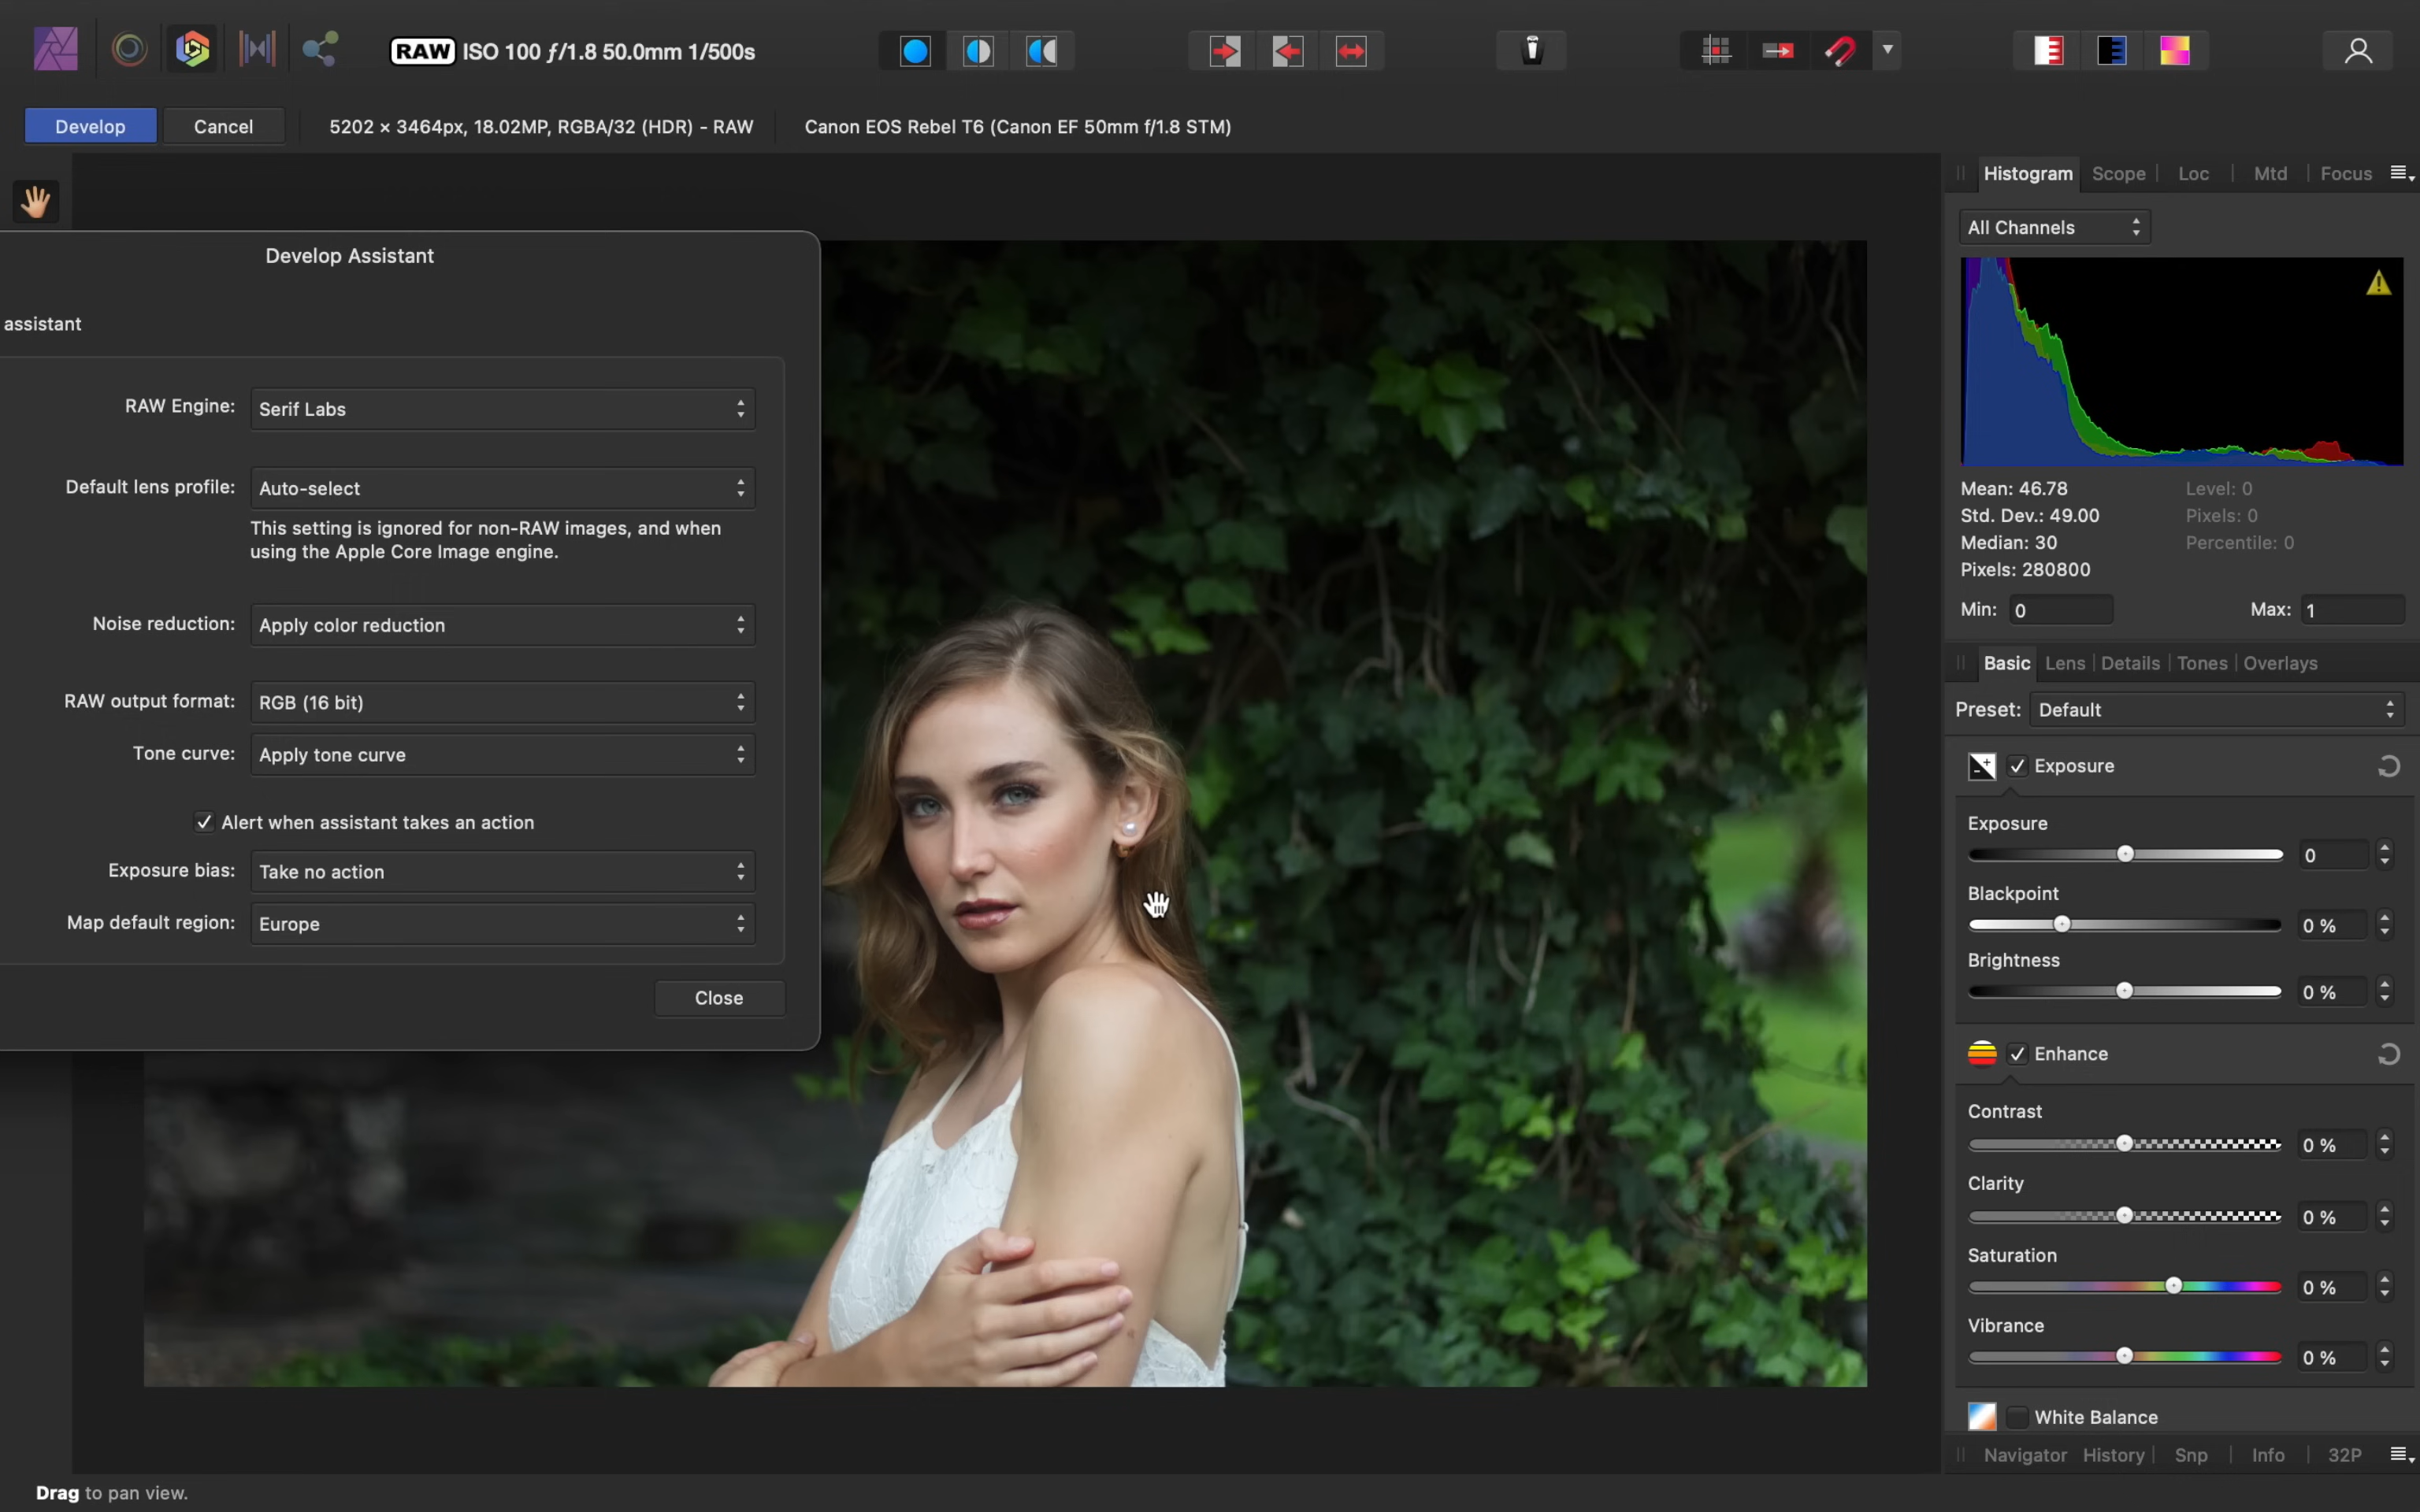 RAW ISO 100 ƒ/1.8 50.0mm 1/500s
Develop Cancel 5202 × 3464px, 18.02MP, RGBA/32 (HDR) - RAW Canon EOS Rebel T6 (Canon EF 50mm f/1.8 STM)
Histogram Scope Loc Mtd Focus
All Channels
Mean: 46.78 Level: 0
Std. Dev.: 49.00 Pixels: 0
Median: 30 Percentile: 0
Pixels: 280800
Min: 0 Max: 1
Develop Assistant
assistant
RAW Engine: Serif Labs
Default lens profile: Auto-select
This setting is ignored for non-RAW images, and when
using the Apple Core Image engine.
Noise reduction: Apply color reduction
RAW output format: RGB (16 bit)
Tone curve: Apply tone curve
Alert when assistant takes an action
Exposure bias: Take no action
Map default region: Europe
Close
Basic Lens Details Tones Overlays
Preset: Default
Exposure
Exposure
0
Blackpoint
0 %
Brightness
0 %
Enhance
Contrast
0 %
Clarity
0 %
Saturation
0 %
Vibrance
0 %
White Balance
Navigator History Snp Info 32P
Drag to pan view.